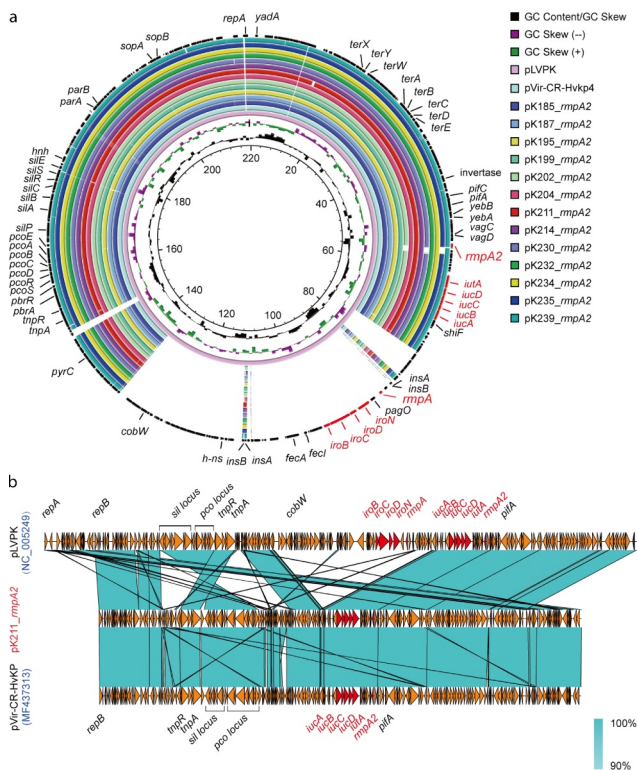 a
repA
yadA
sopB
sopA
parB
parA
hnh
silE
silS
silR
silC
silB
silA
silP
pcoE
pcoA
pcoB
pcoC
pcoD
pcoR
pcoS
pbrR
pbrA
tnpR
tnpA
pyrC
cobW
h-ns
insB
insA
fecA
fecI
iroB
iroC
iroD
iroN
pagO
rmpA
insB
insA
shiF
iucA
iucB
iucC
iucD
iutA
rmpA2
vagD
vagC
yebA
yebB
pifA
pifC
invertase
terE
terD
terC
terB
terA
terW
terY
terX
220
20
40
60
80
100
120
140
160
180
200
GC Content/GC Skew
GC Skew (--)
GC Skew (+)
pLVPK
pVir-CR-Hvkp4
pK185_rmpA2
pK187_rmpA2
pK195_rmpA2
pK199_rmpA2
pK202_rmpA2
pK204_rmpA2
pK211_rmpA2
pK214_rmpA2
pK230_rmpA2
pK232_rmpA2
pK234_rmpA2
pK235_rmpA2
pK239_rmpA2
b
repA
repB
sil locus
pco locus
tnpR
tnpA
cobW
iroB
iroC
iroD
iroN
rmpA
iucA
iucB
iucC
iucD
iutA
rmpA2
pifA
pLVPK
(NC_005249)
pK211_rmpA2
pVir-CR-HvKP
(MF437313)
repB
tnpR
tnpA
sil locus
pco locus
iucA
iucB
iucC
iucD
iutA
rmpA2
pifA
100%
90%